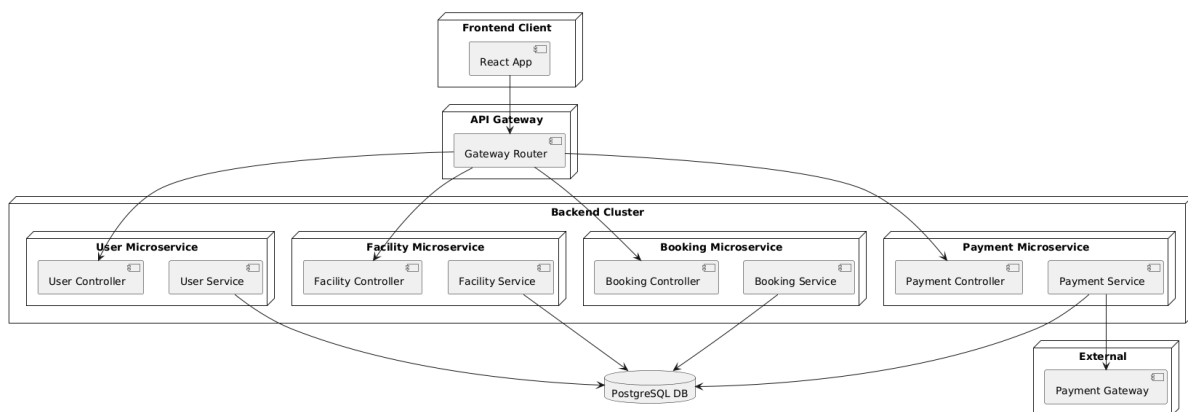 Frontend Client
React App
API Gateway
Gateway Router
Backend Cluster
User Microservice
Facility Microservice
Booking Microservice
Payment Microservice
User Controller
User Service
Facility Controller
Facility Service
Booking Controller
Booking Service
Payment Controller
Payment Service
External
PostgreSQL DB
Payment Gateway